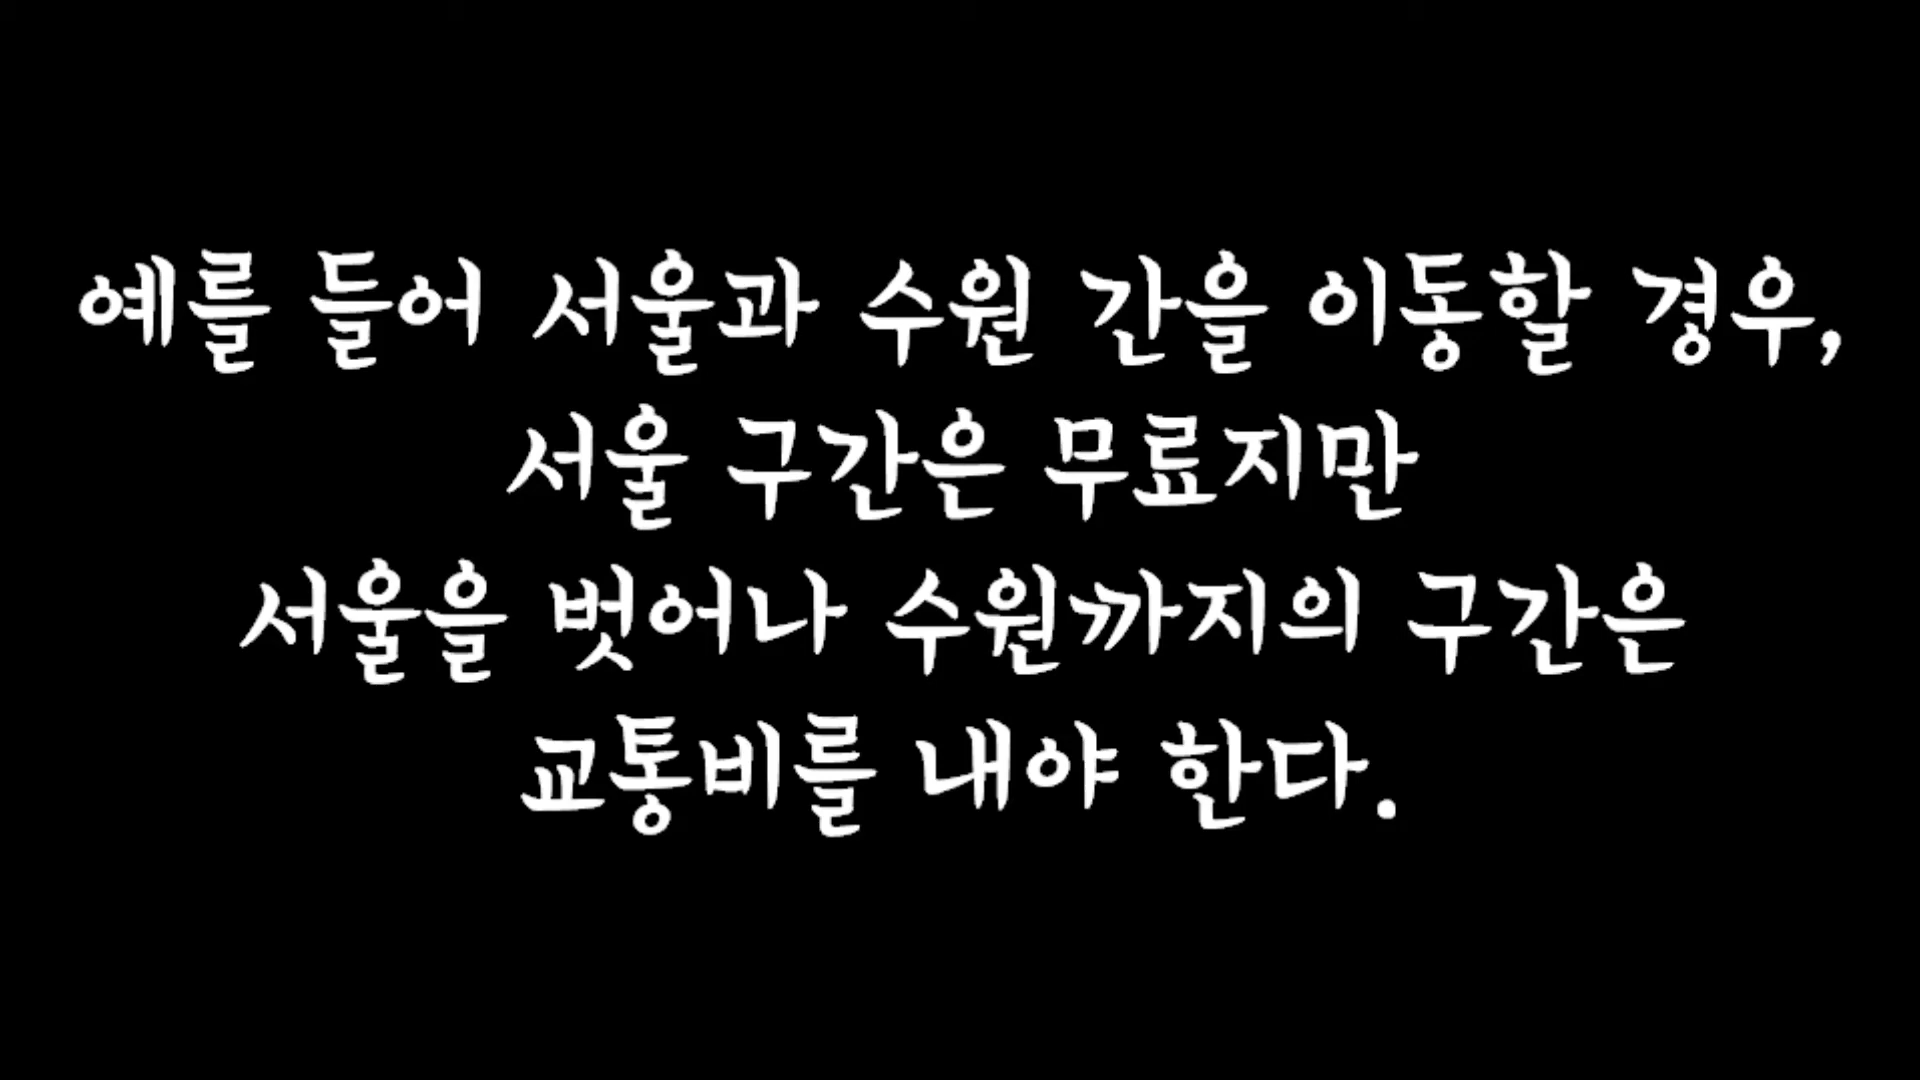 예를 들어 서울과 수원 간을 이동할 경우,
서울 구간은 무료지만
서울을 벗어나 수원까지의 구간은
교통비를 내야 한다.